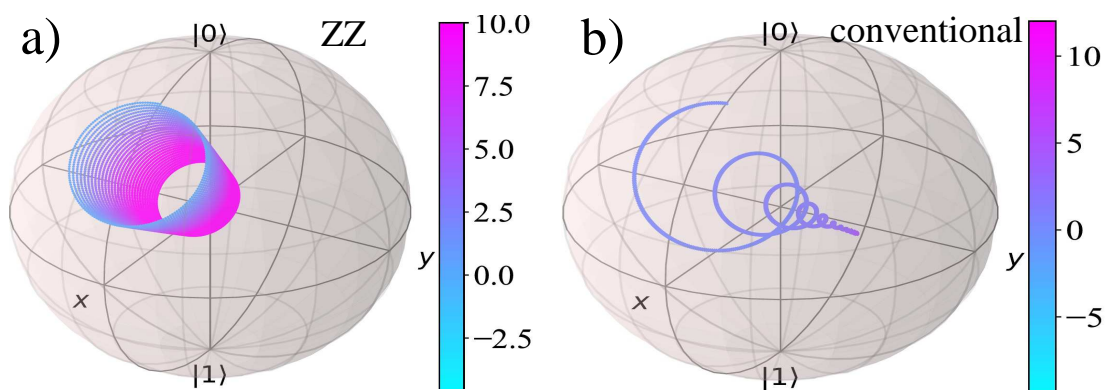 a)
|0⟩
ZZ
x
y
|1⟩
10.0
7.5
5.0
2.5
0.0
−2.5
b)
|0⟩
conventional
x
y
|1⟩
10
5
0
−5